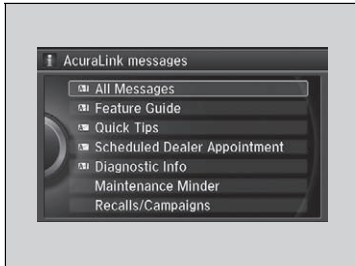 AcuraLink messages
All Messages
Feature Guide
Quick Tips
Scheduled Dealer Appointment
Diagnostic Info
Maintenance Minder
Recalls/Campaigns